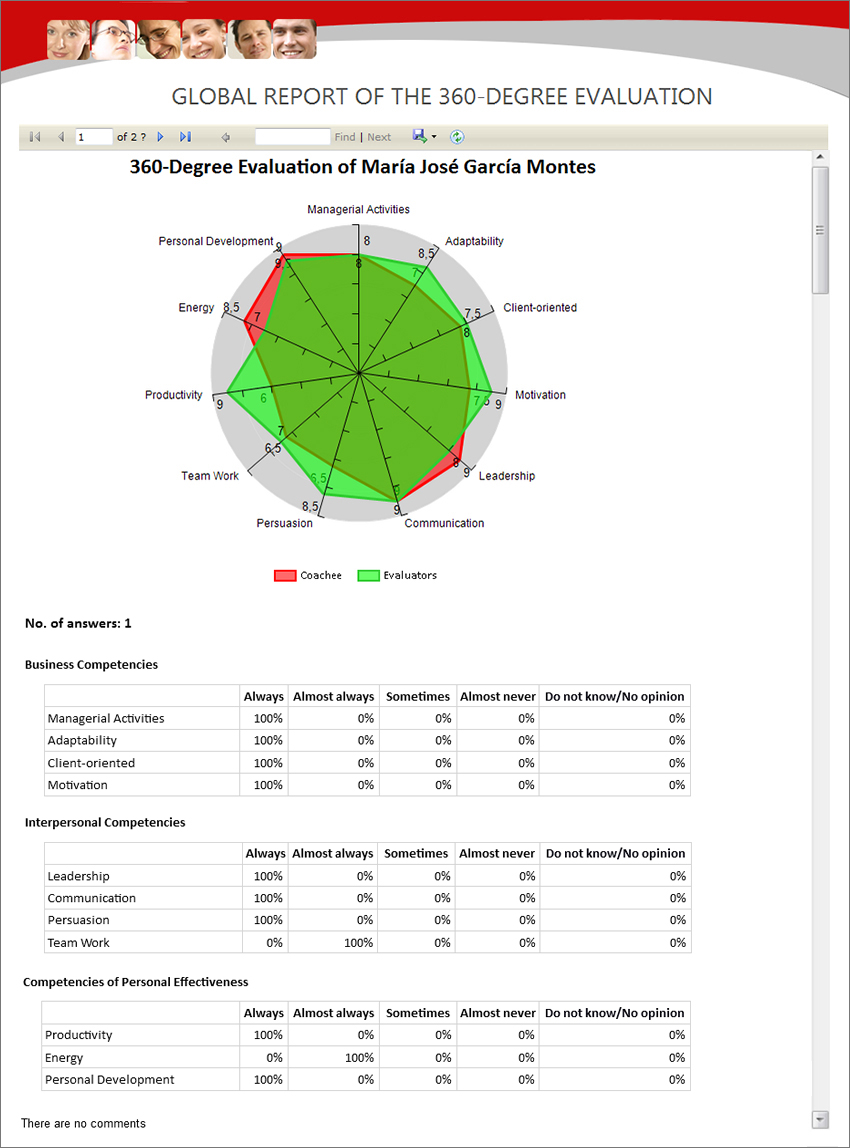 GLOBAL REPORT OF THE 360-DEGREE EVALUATION
1 of 2 ? Find | Next
360-Degree Evaluation of María José García Montes
Managerial Activities
8
8
Adaptability
8,5
7
Client-oriented
7,5
8
Motivation
7,5 9
Leadership
8
9
Communication
9
9
Persuasion
6,5
8,5
Team Work
7
6,5
Productivity
9 6
Energy 8,5
7
Personal Development 9
9,5
Coachee Evaluators
No. of answers: 1
Business Competencies
Always Almost always Sometimes Almost never Do not know/No opinion
Managerial Activities 100% 0% 0% 0% 0%
Adaptability 100% 0% 0% 0% 0%
Client-oriented 100% 0% 0% 0% 0%
Motivation 100% 0% 0% 0% 0%
Interpersonal Competencies
Always Almost always Sometimes Almost never Do not know/No opinion
Leadership 100% 0% 0% 0% 0%
Communication 100% 0% 0% 0% 0%
Persuasion 100% 0% 0% 0% 0%
Team Work 0% 100% 0% 0% 0%
Competencies of Personal Effectiveness
Always Almost always Sometimes Almost never Do not know/No opinion
Productivity 100% 0% 0% 0% 0%
Energy 0% 100% 0% 0% 0%
Personal Development 100% 0% 0% 0% 0%
There are no comments